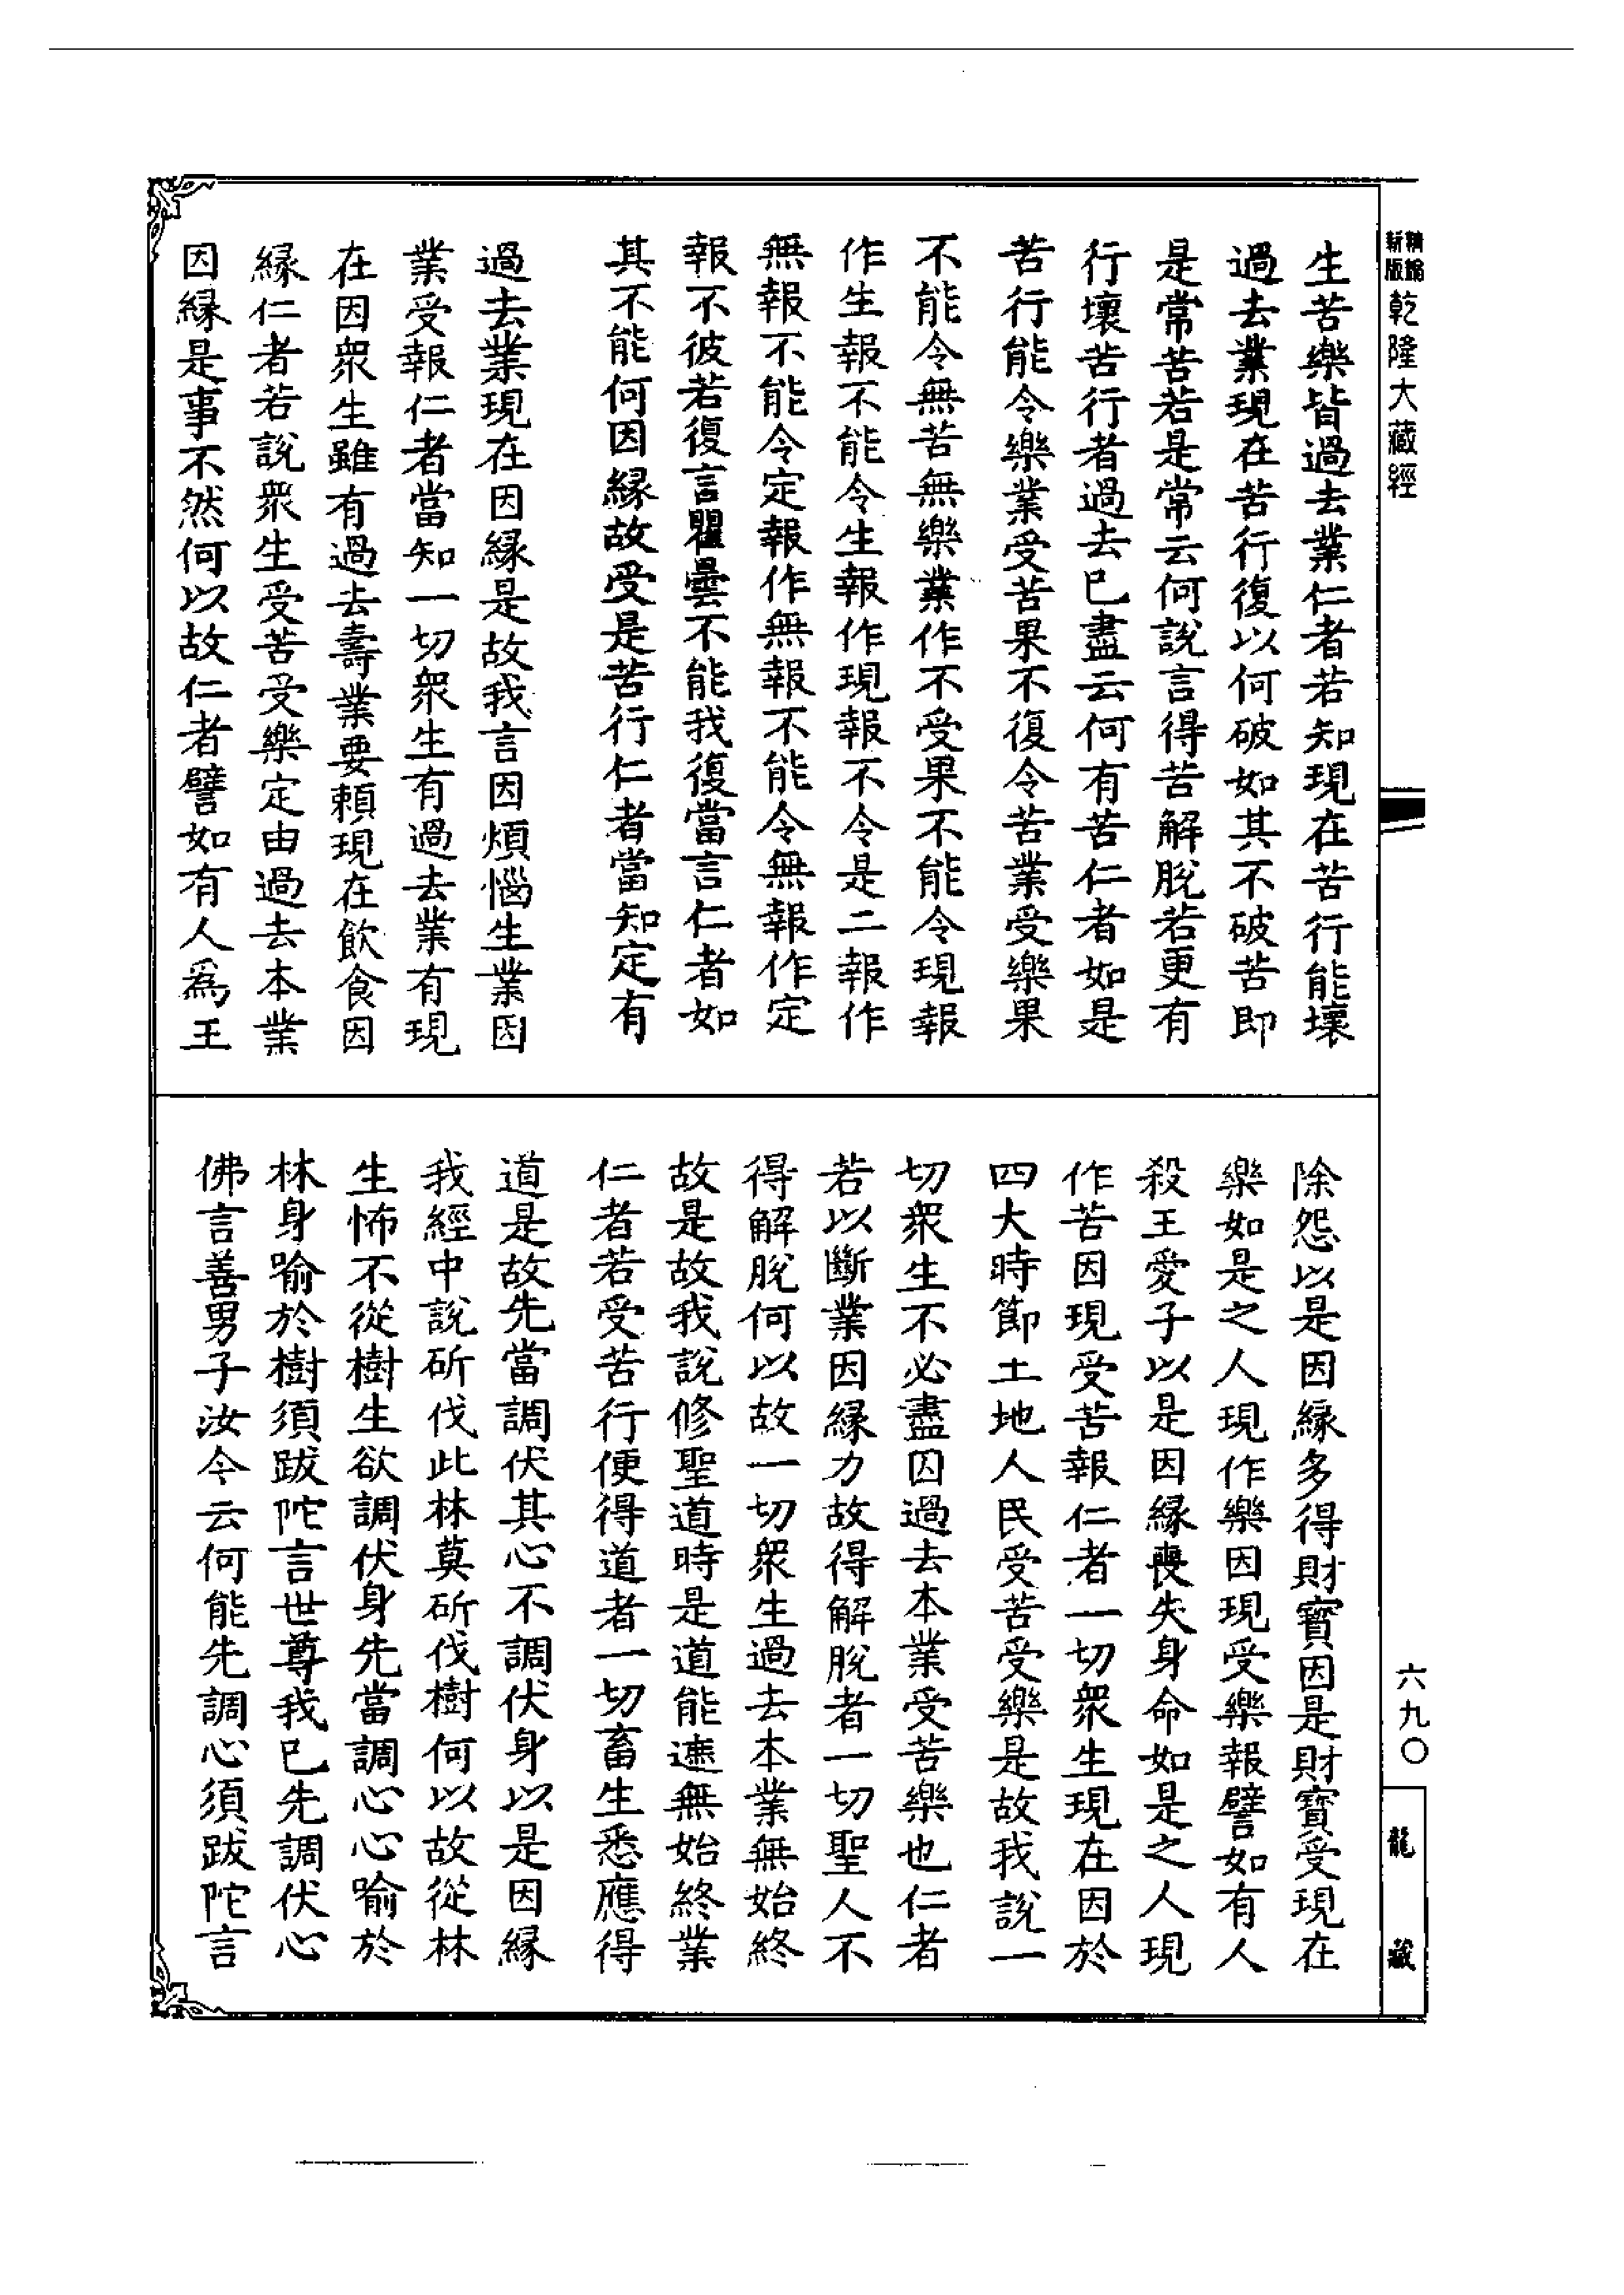 精編
新版
乾隆大藏經
生苦樂皆過去業仁者若知現在苦行能壞
過去業現在苦行復以何破如其不破苦即
是常苦若是常云何說言得苦解脫若更有
行壞苦行者過去已盡云何有苦仁者如是
苦行能令樂業受苦果不復令苦業受樂果
不能令無苦無樂業作不受果不能令現報
作生報不能令生報作現報不令是二報作
無報不能令定報作無報不能令無報作定
報不彼若復言瞿曇不能我復當言仁者如
其不能何因緣故受是苦行仁者當知定有
過去業現在因緣是故我言因煩惱生業因
業受報仁者當知一切衆生有過去業有現
在因衆生雖有過去壽業要賴現在飲食因
緣仁者若說衆生受苦受樂定由過去本業
因緣是事不然何以故仁者譬如有人爲王
除怨以是因緣多得財寶因是財寶受現在
樂如是之人現作樂因現受樂報譬如有人
殺王愛子以是因緣喪失身命如是之人現
作苦因現受苦報仁者一切衆生現在因於
四大時節土地人民受苦受樂是故我說一
切衆生不必盡因過去本業受苦樂也仁者
若以斷業因緣力故得解脫者一切聖人不
得解脫何以故一切衆生過去本業無始終
故是故我說修聖道時是道能遮無始終業
仁者若受苦行便得道者一切畜生悉應得
道是故先當調伏其心不調伏身以是因緣
我經中說斫伐此林莫斫伐樹何以故從林
生怖不從樹生欲調伏身先當調心心喻於
林身喻於樹須跋陀言世尊我已先調伏心
佛言善男子汝今云何能先調心須跋陀言
六九〇
龍藏